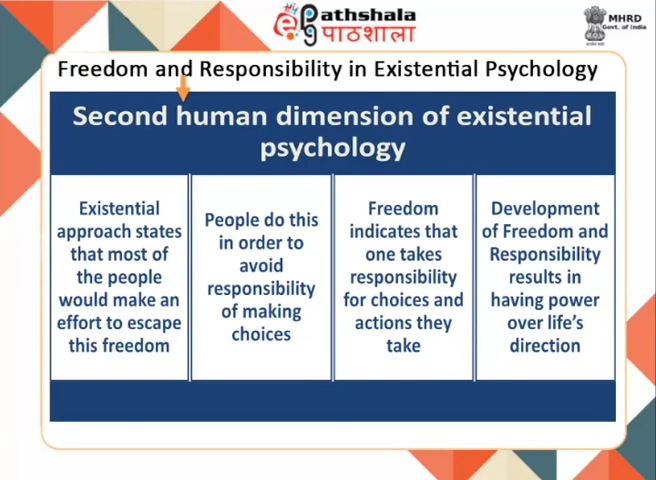 Pathshala
पाठशाला
MHRD
Govt. of India
Freedom and Responsibility in Existential Psychology
Second human dimension of existential
psychology
Existential
approach states
that most of
the people
would make an
effort to escape
this freedom
People do this
in order to
avoid
responsibility
of making
choices
Freedom
indicates that
one takes
responsibility
for choices and
actions they
take
Development
of Freedom and
Responsibility
results in
having power
over life's
direction